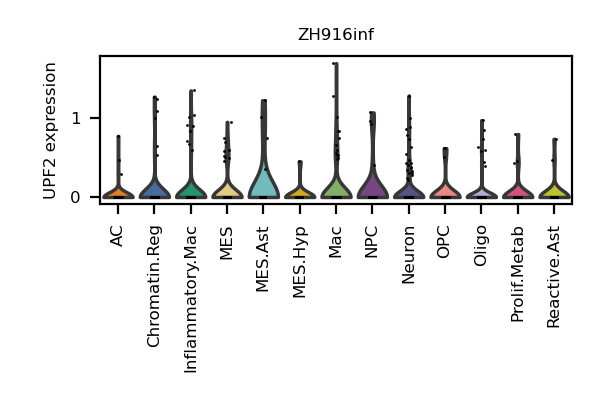 ZH916inf
UPF2 expression
1
0
AC
Chromatin.Reg
Inflammatory.Mac
MES
MES.Ast
MES.Hyp
Mac
NPC
Neuron
OPC
Oligo
Prolif.Metab
Reactive.Ast